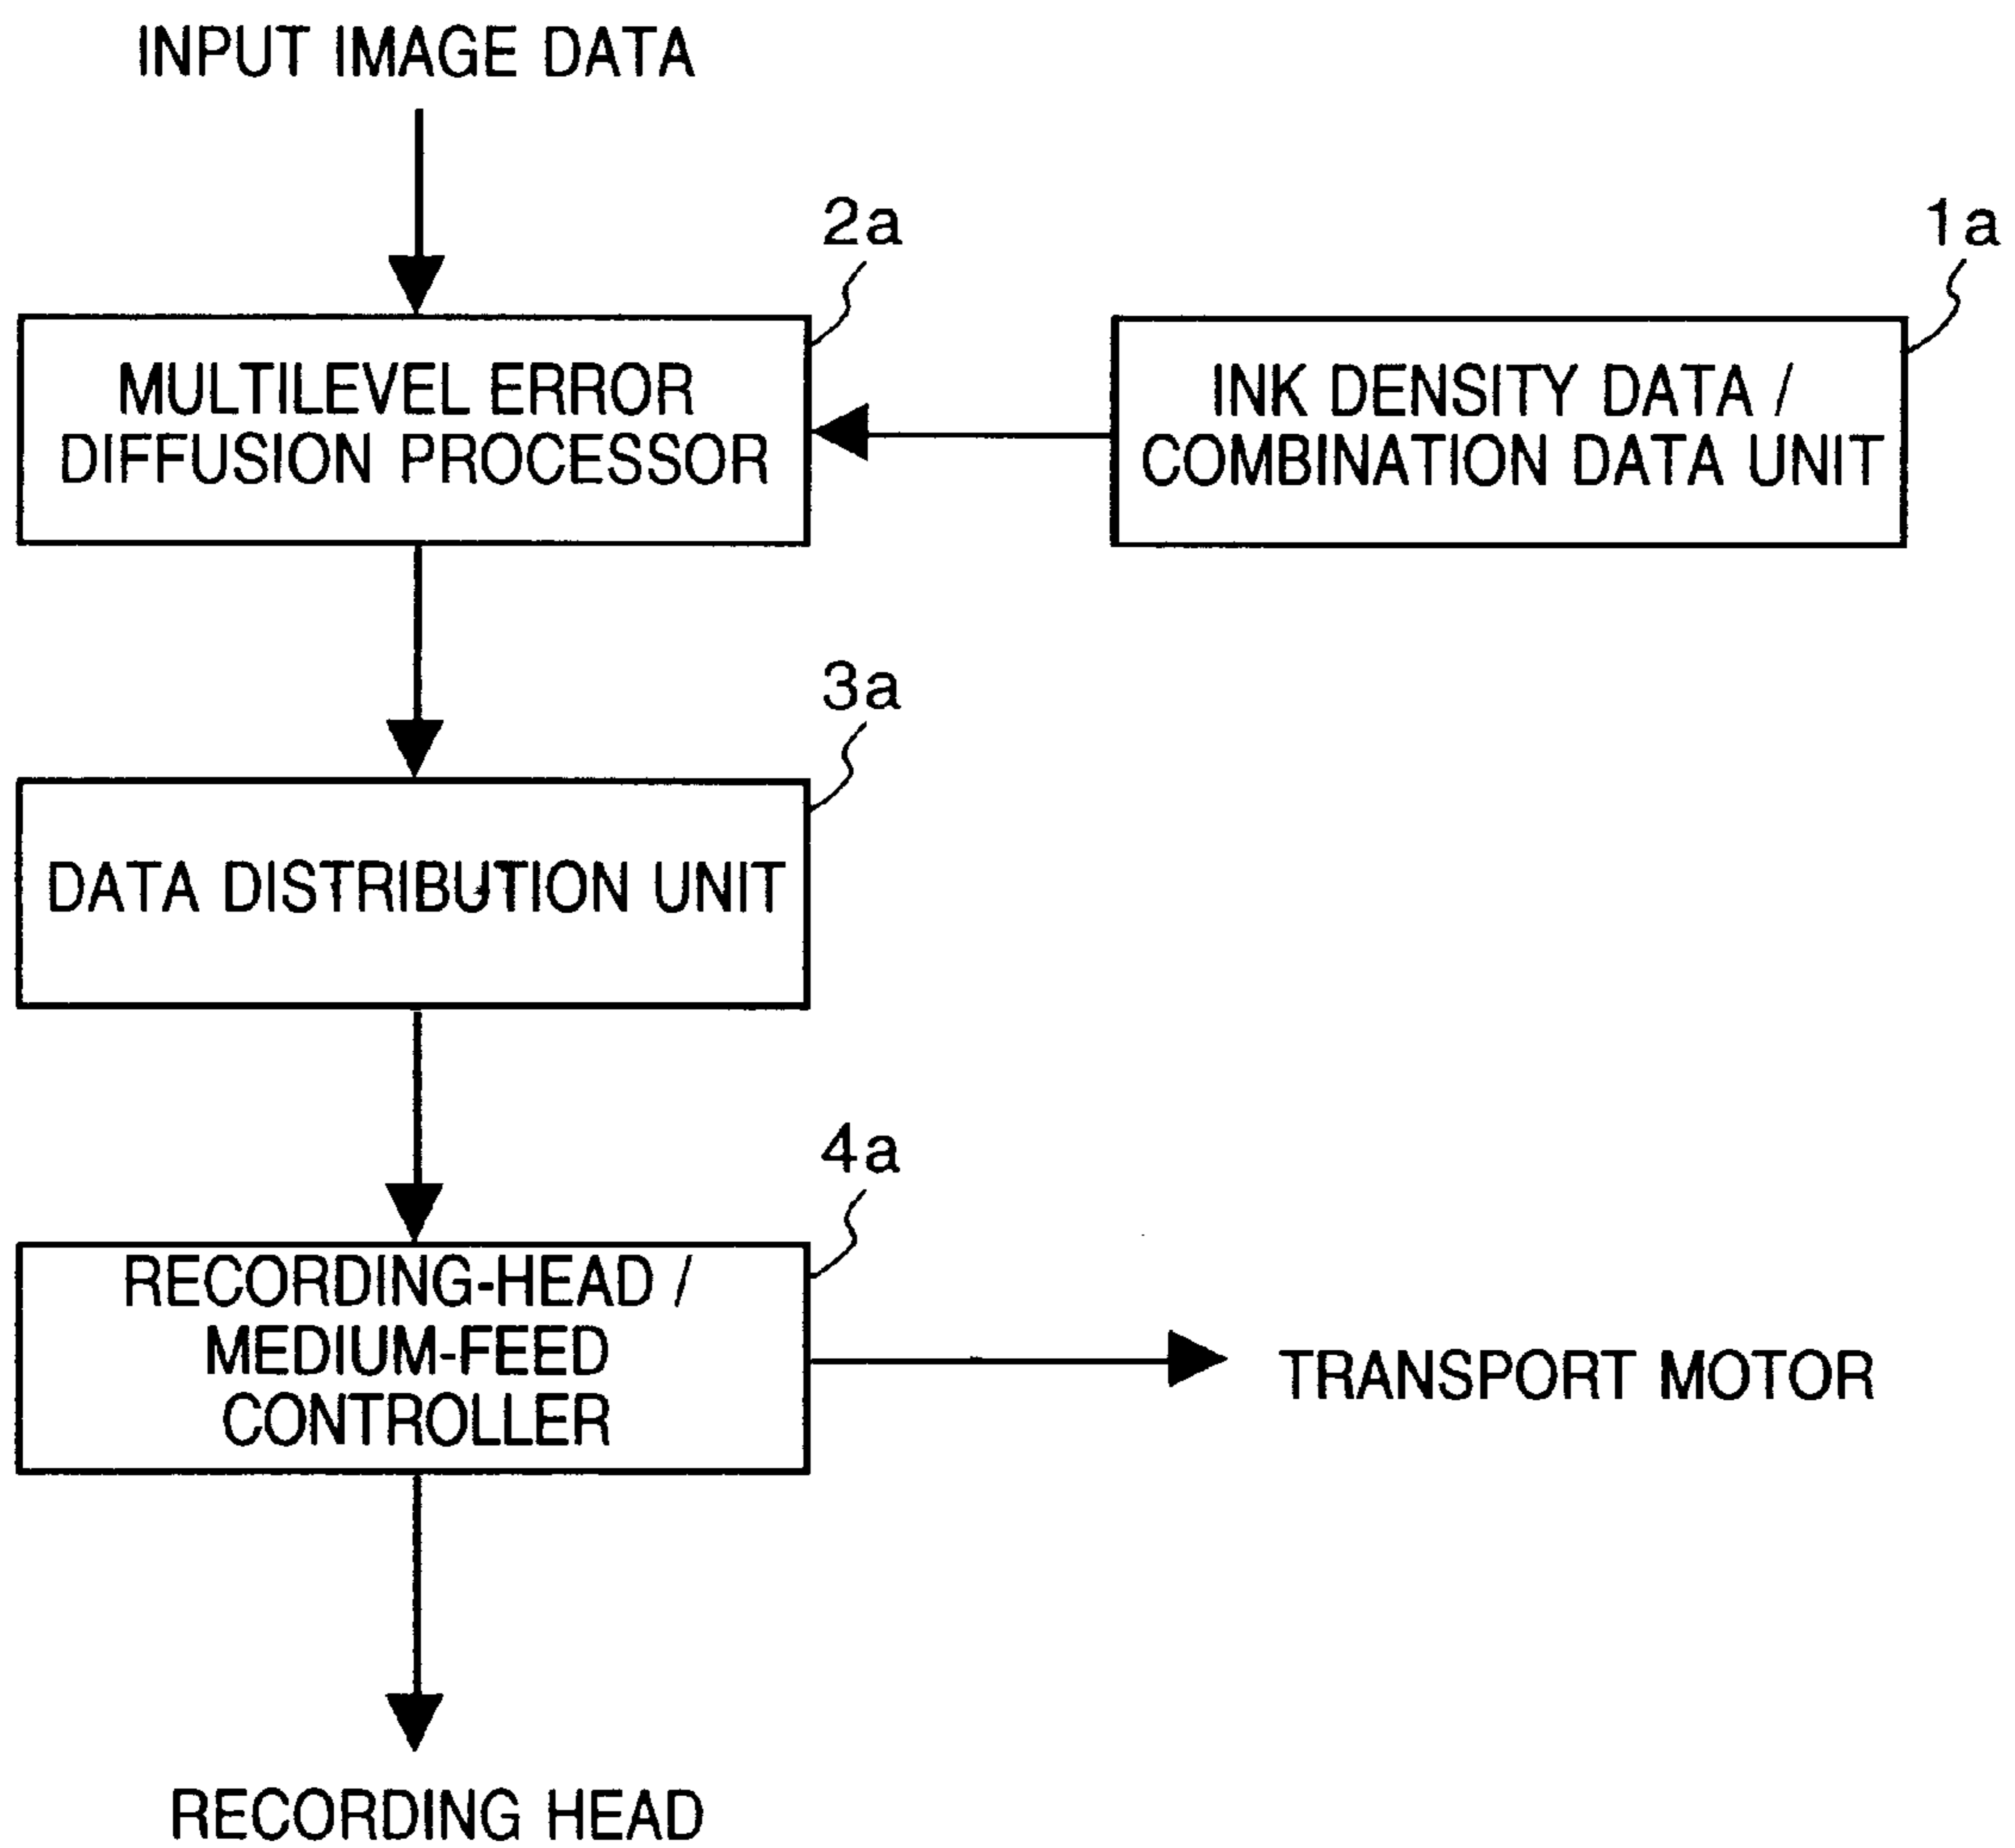 INPUT IMAGE DATA
2a
1a
MULTILEVEL ERROR
DIFFUSION PROCESSOR
INK DENSITY DATA /
COMBINATION DATA UNIT
3a
DATA DISTRIBUTION UNIT
4a
RECORDING-HEAD /
MEDIUM-FEED
CONTROLLER
TRANSPORT MOTOR
RECORDING HEAD